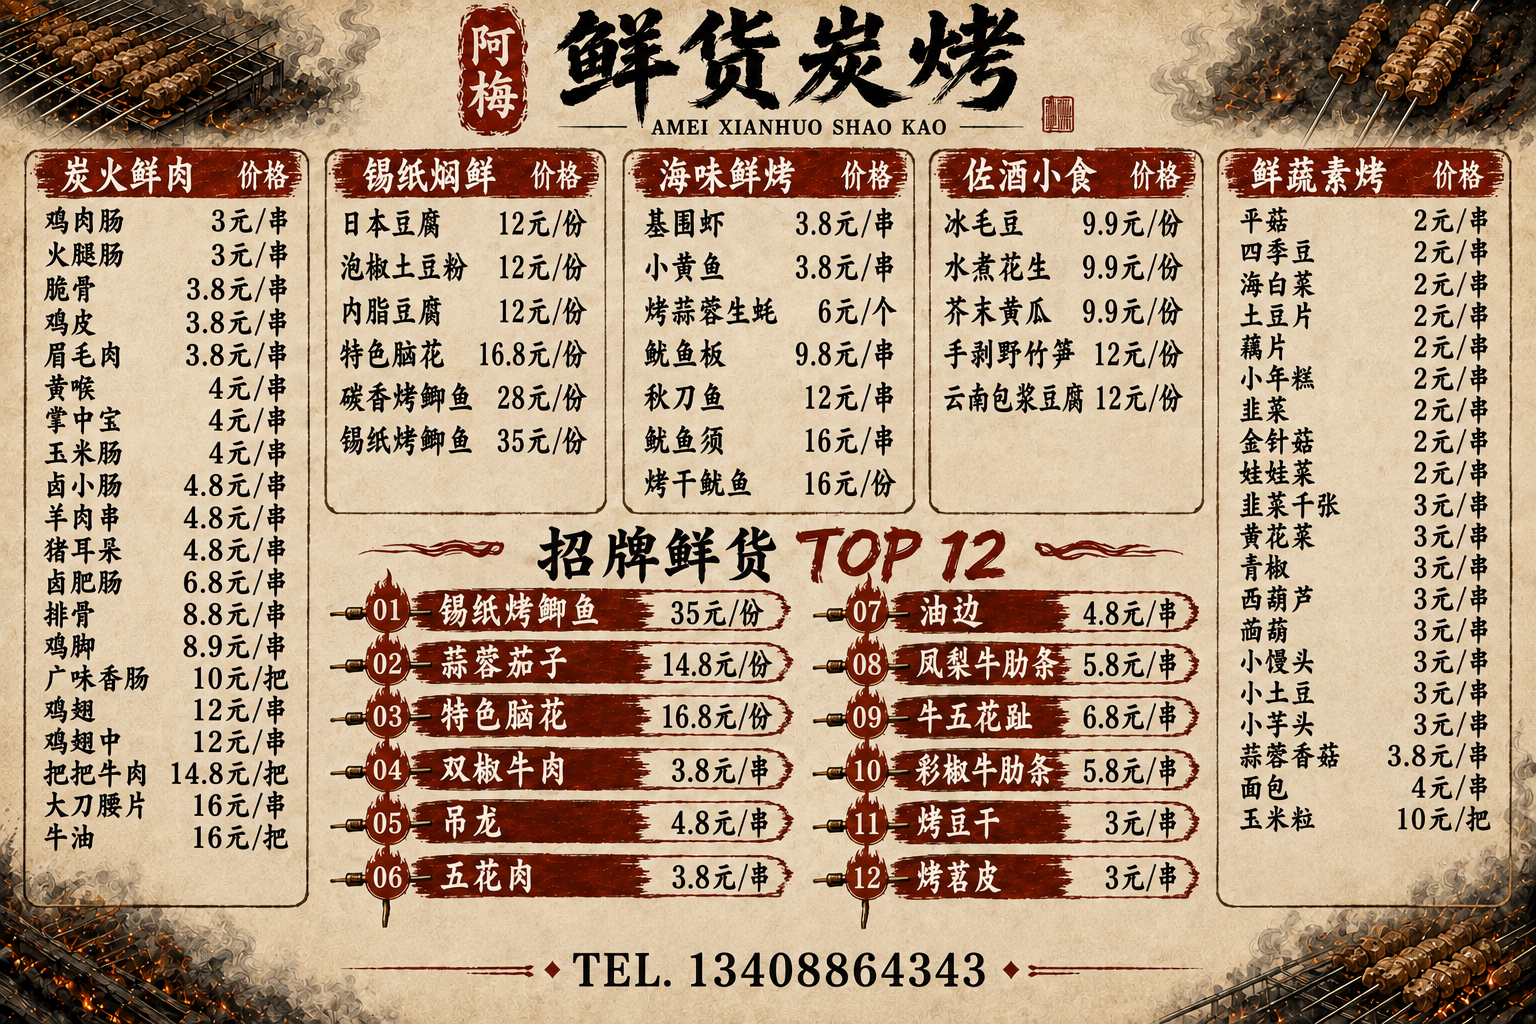 阿梅
鲜货炭烤
AMEI XIANHUO SHAO KAO
炭火鲜肉 价格
鸡肉肠 3元/串
火腿肠 3元/串
脆骨 3.8元/串
鸡皮 3.8元/串
眉毛肉 3.8元/串
黄喉 4元/串
掌中宝 4元/串
玉米肠 4元/串
卤小肠 4.8元/串
羊肉串 4.8元/串
猪耳朵 4.8元/串
卤肥肠 6.8元/串
排骨 8.8元/串
鸡脚 8.9元/串
广味香肠 10元/把
鸡翅 12元/串
鸡翅中 12元/串
把把牛肉 14.8元/把
大刀腰片 16元/串
牛油 16元/把
锡纸焖鲜 价格
日本豆腐 12元/份
泡椒土豆粉 12元/份
内脂豆腐 12元/份
特色脑花 16.8元/份
碳香烤鲫鱼 28元/份
锡纸烤鲫鱼 35元/份
海味鲜烤 价格
基围虾 3.8元/串
小黄鱼 3.8元/串
烤蒜蓉生蚝 6元/个
鱿鱼板 9.8元/串
秋刀鱼 12元/串
鱿鱼须 16元/串
烤干鱿鱼 16元/份
佐酒小食 价格
冰毛豆 9.9元/份
水煮花生 9.9元/份
芥末黄瓜 9.9元/份
手剥野竹笋 12元/份
云南包浆豆腐 12元/份
鲜蔬素烤 价格
平菇 2元/串
四季豆 2元/串
海白菜 2元/串
土豆片 2元/串
藕片 2元/串
小年糕 2元/串
韭菜 2元/串
金针菇 2元/串
娃娃菜 2元/串
韭菜千张 3元/串
黄花菜 3元/串
青椒 3元/串
西葫芦 3元/串
茴葫 3元/串
小馒头 3元/串
小土豆 3元/串
小芋头 3元/串
蒜蓉香菇 3.8元/串
面包 4元/串
玉米粒 10元/把
招牌鲜货 TOP 12
01 锡纸烤鲫鱼 35元/份
02 蒜蓉茄子 14.8元/份
03 特色脑花 16.8元/份
04 双椒牛肉 3.8元/串
05 吊龙 4.8元/串
06 五花肉 3.8元/串
07 油边 4.8元/串
08 凤梨牛肋条 5.8元/串
09 牛五花趾 6.8元/串
10 彩椒牛肋条 5.8元/串
11 烤豆干 3元/串
12 烤苕皮 3元/串
TEL. 13408864343